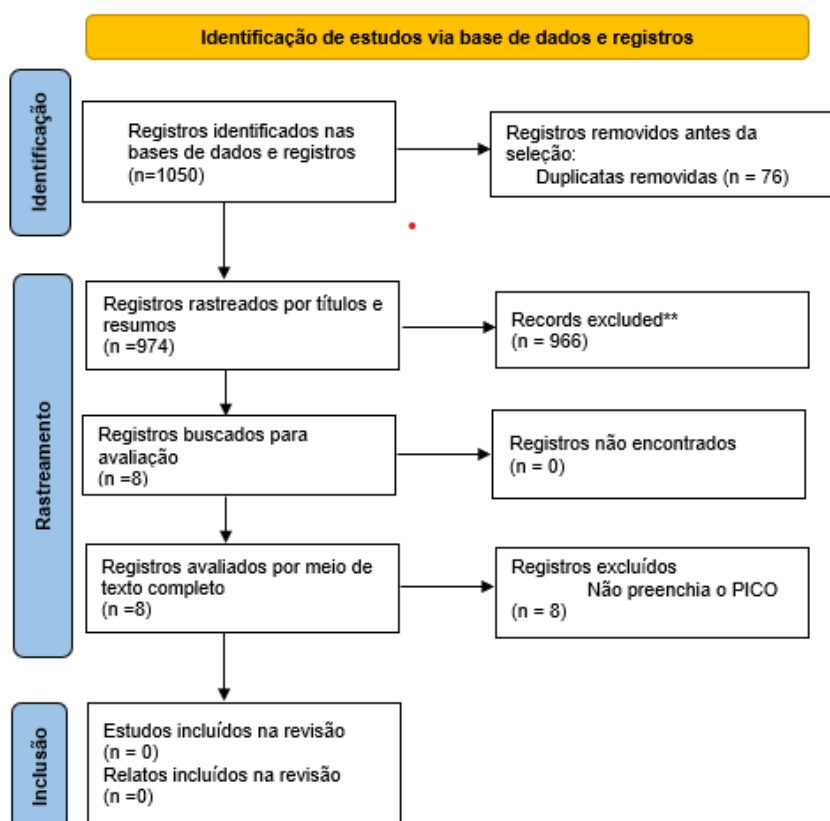 Identificação de estudos via base de dados e registros
Identificação
Registros identificados nas
bases de dados e registros
(n=1050)
Registros removidos antes da
seleção:
Duplicatas removidas (n = 76)
Rastreamento
Registros rastreados por títulos e
resumos
(n =974)
Records excluded**
(n = 966)
Registros buscados para
avaliação
(n =8)
Registros não encontrados
(n = 0)
Registros avaliados por meio de
texto completo
(n =8)
Registros excluídos
Não preenchia o PICO
(n = 8)
Inclusão
Estudos incluídos na revisão
(n = 0)
Relatos incluídos na revisão
(n =0)